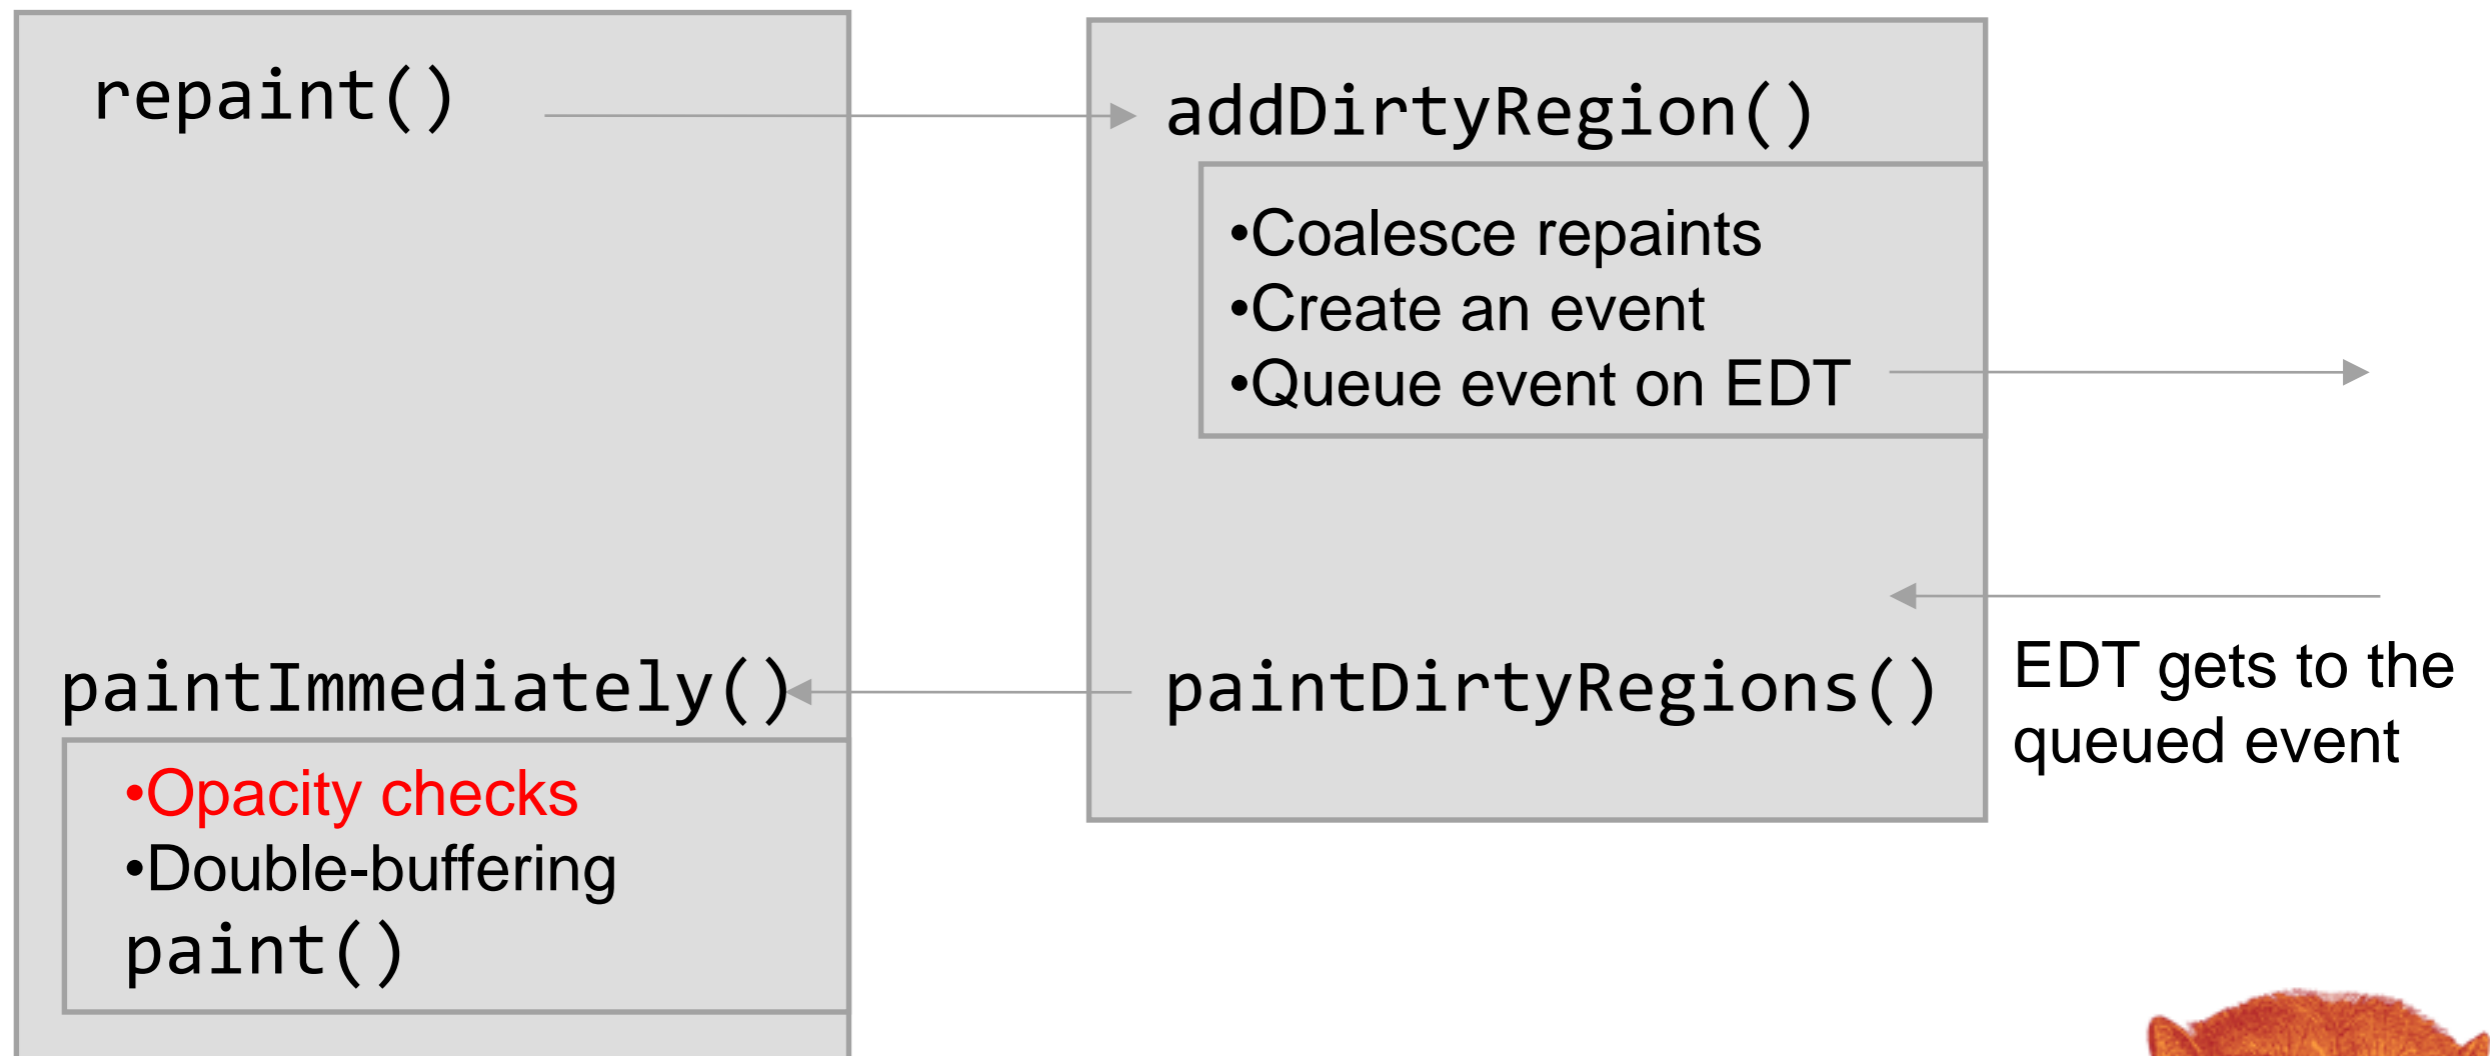 repaint()
addDirtyRegion()
•Coalesce repaints
•Create an event
•Queue event on EDT
paintImmediately()
paintDirtyRegions()
EDT gets to the
queued event
•Opacity checks
•Double-buffering
paint()